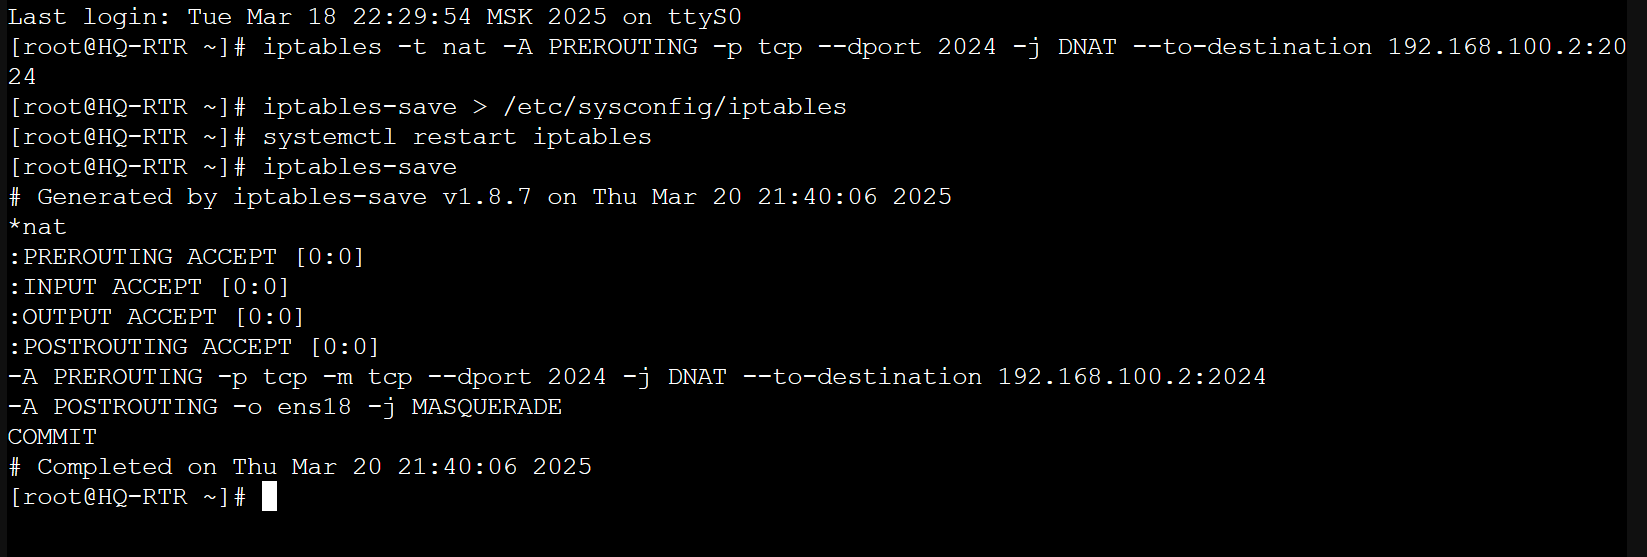 Last login: Tue Mar 18 22:29:54 MSK 2025 on ttyS0
[root@HQ-RTR ~]# iptables -t nat -A PREROUTING -p tcp --dport 2024 -j DNAT --to-destination 192.168.100.2:20
24
[root@HQ-RTR ~]# iptables-save > /etc/sysconfig/iptables
[root@HQ-RTR ~]# systemctl restart iptables
[root@HQ-RTR ~]# iptables-save
# Generated by iptables-save v1.8.7 on Thu Mar 20 21:40:06 2025
*nat
:PREROUTING ACCEPT [0:0]
:INPUT ACCEPT [0:0]
:OUTPUT ACCEPT [0:0]
:POSTROUTING ACCEPT [0:0]
-A PREROUTING -p tcp -m tcp --dport 2024 -j DNAT --to-destination 192.168.100.2:2024
-A POSTROUTING -o ens18 -j MASQUERADE
COMMIT
# Completed on Thu Mar 20 21:40:06 2025
[root@HQ-RTR ~]#